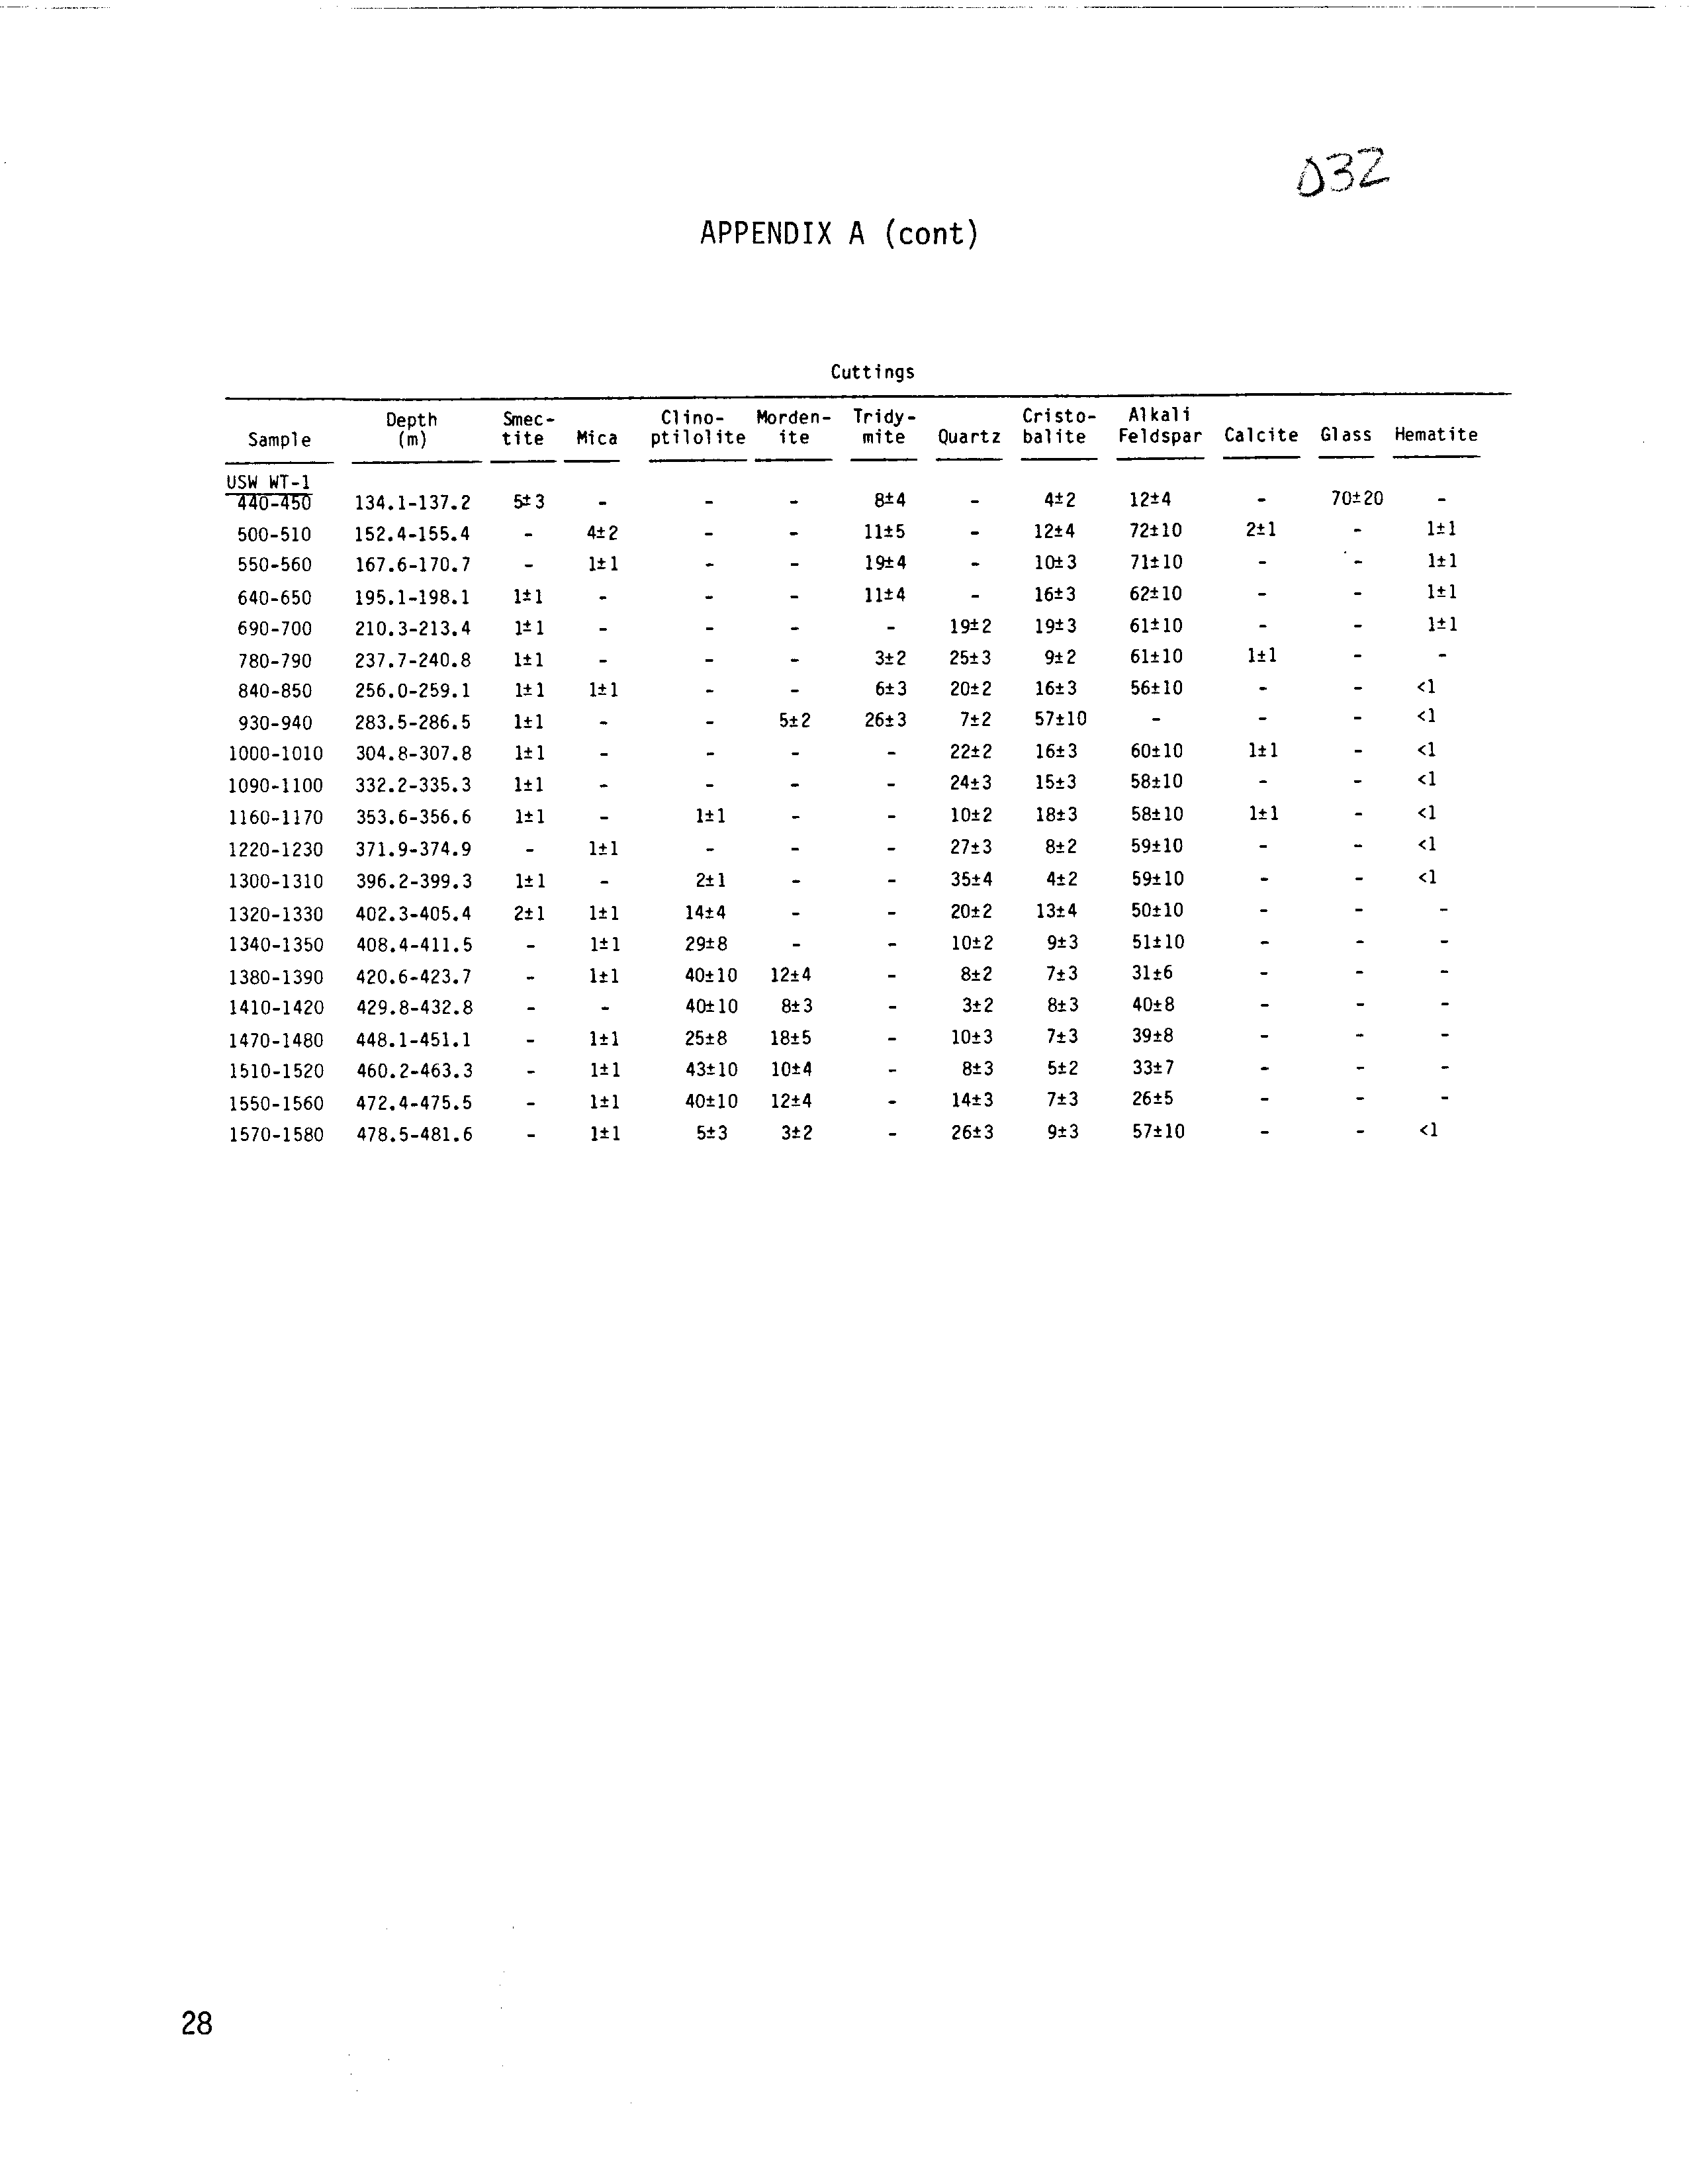 D32
APPENDIX A (cont)
Cuttings
Depth Smec- Clino- Morden- Tridy- Cristo- Alkali
Sample (m) tite Mica ptilolite ite mite Quartz balite Feldspar Calcite Glass Hematite
USW WT-1
440-450 134.1-137.2 5±3 - - - 8±4 - 4±2 12±4 - 70±20 -
500-510 152.4-155.4 - 4±2 - - 11±5 - 12±4 72±10 2±1 - 1±1
550-560 167.6-170.7 - 1±1 - - 19±4 - 10±3 71±10 - - 1±1
640-650 195.1-198.1 1±1 - - - 11±4 - 16±3 62±10 - - 1±1
690-700 210.3-213.4 1±1 - - - - 19±2 19±3 61±10 - - 1±1
780-790 237.7-240.8 1±1 - - - 3±2 25±3 9±2 61±10 1±1 - -
840-850 256.0-259.1 1±1 1±1 - - 6±3 20±2 16±3 56±10 - - <1
930-940 283.5-286.5 1±1 - - 5±2 26±3 7±2 57±10 - - - <1
1000-1010 304.8-307.8 1±1 - - - - 22±2 16±3 60±10 1±1 - <1
1090-1100 332.2-335.3 1±1 - - - - 24±3 15±3 58±10 - - <1
1160-1170 353.6-356.6 1±1 - 1±1 - - 10±2 18±3 58±10 1±1 - <1
1220-1230 371.9-374.9 - 1±1 - - - 27±3 8±2 59±10 - - <1
1300-1310 396.2-399.3 1±1 - 2±1 - - 35±4 4±2 59±10 - - <1
1320-1330 402.3-405.4 2±1 1±1 14±4 - - 20±2 13±4 50±10 - - -
1340-1350 408.4-411.5 - 1±1 29±8 - - 10±2 9±3 51±10 - - -
1380-1390 420.6-423.7 - 1±1 40±10 12±4 - 8±2 7±3 31±6 - - -
1410-1420 429.8-432.8 - - 40±10 8±3 - 3±2 8±3 40±8 - - -
1470-1480 448.1-451.1 - 1±1 25±8 18±5 - 10±3 7±3 39±8 - - -
1510-1520 460.2-463.3 - 1±1 43±10 10±4 - 8±3 5±2 33±7 - - -
1550-1560 472.4-475.5 - 1±1 40±10 12±4 - 14±3 7±3 26±5 - - -
1570-1580 478.5-481.6 - 1±1 5±3 3±2 - 26±3 9±3 57±10 - - <1
28